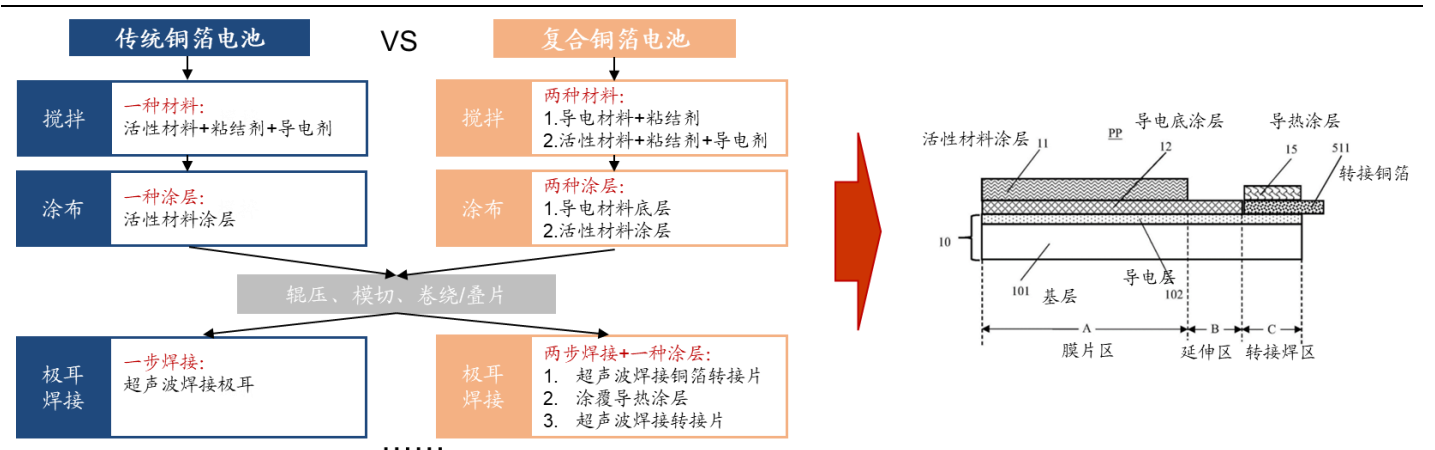 传统铜箔电池
VS
复合铜箔电池
搅拌
一种材料:
活性材料+粘结剂+导电剂
搅拌
两种材料:
1.导电材料+粘结剂
2.活性材料+粘结剂+导电剂
涂布
一种涂层:
活性材料涂层
涂布
两种涂层:
1.导电材料底层
2.活性材料涂层
辊压、模切、卷绕/叠片
极耳
焊接
一步焊接:
超声波焊接极耳
极耳
焊接
两步焊接+一种涂层:
1. 超声波焊接铜箔转接片
2. 涂覆导热涂层
3. 超声波焊接转接片
……
活性材料涂层
11
PP
导电底涂层
12
导热涂层
15
511
转接铜箔
10
101
基层
导电层
102
A
B
C
膜片区
延伸区
转接焊区